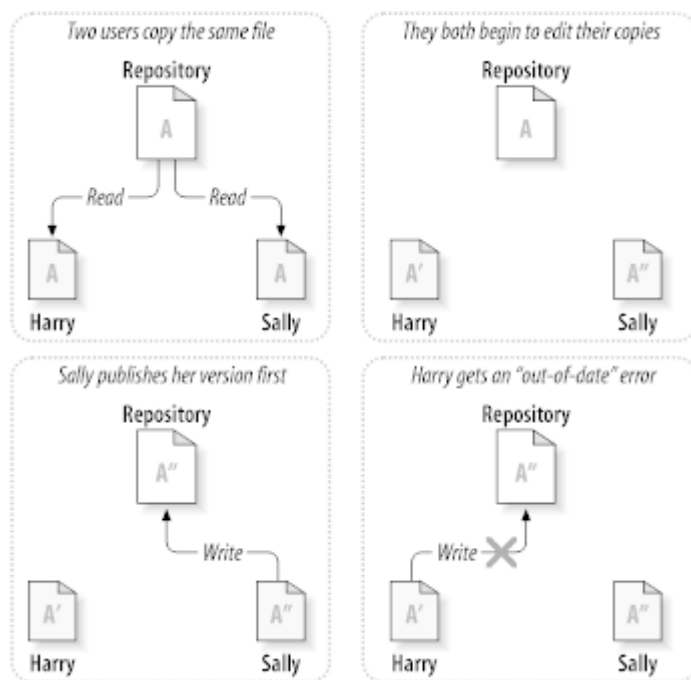 Two users copy the same file
Repository
A
Read
Read
A
A
Harry
Sally
They both begin to edit their copies
Repository
A
A'
A"
Harry
Sally
Sally publishes her version first
Repository
A"
Write
A'
A"
Harry
Sally
Harry gets an “out-of-date” error
Repository
A"
Write
A'
A"
Harry
Sally